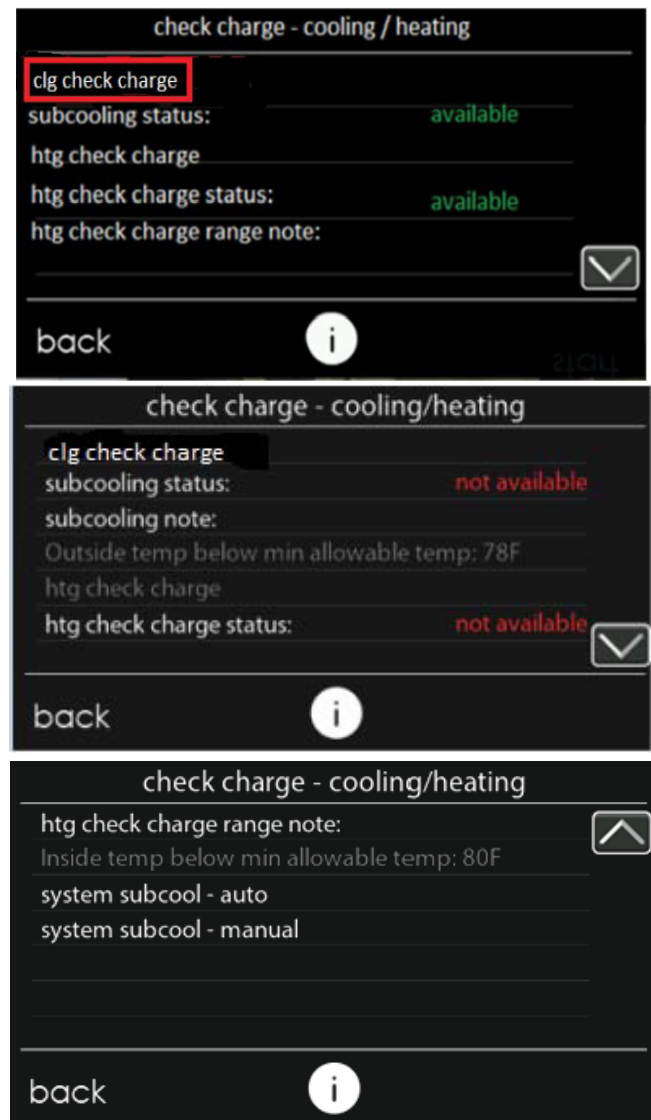 check charge - cooling / heating
clg check charge
subcooling status: available
htg check charge
htg check charge status: available
htg check charge range note:
back i
start
check charge - cooling/heating
clg check charge
subcooling status: not available
subcooling note:
Outside temp below min allowable temp: 78F
htg check charge
htg check charge status: not available
back i
check charge - cooling/heating
htg check charge range note:
Inside temp below min allowable temp: 80F
system subcool - auto
system subcool - manual
back i